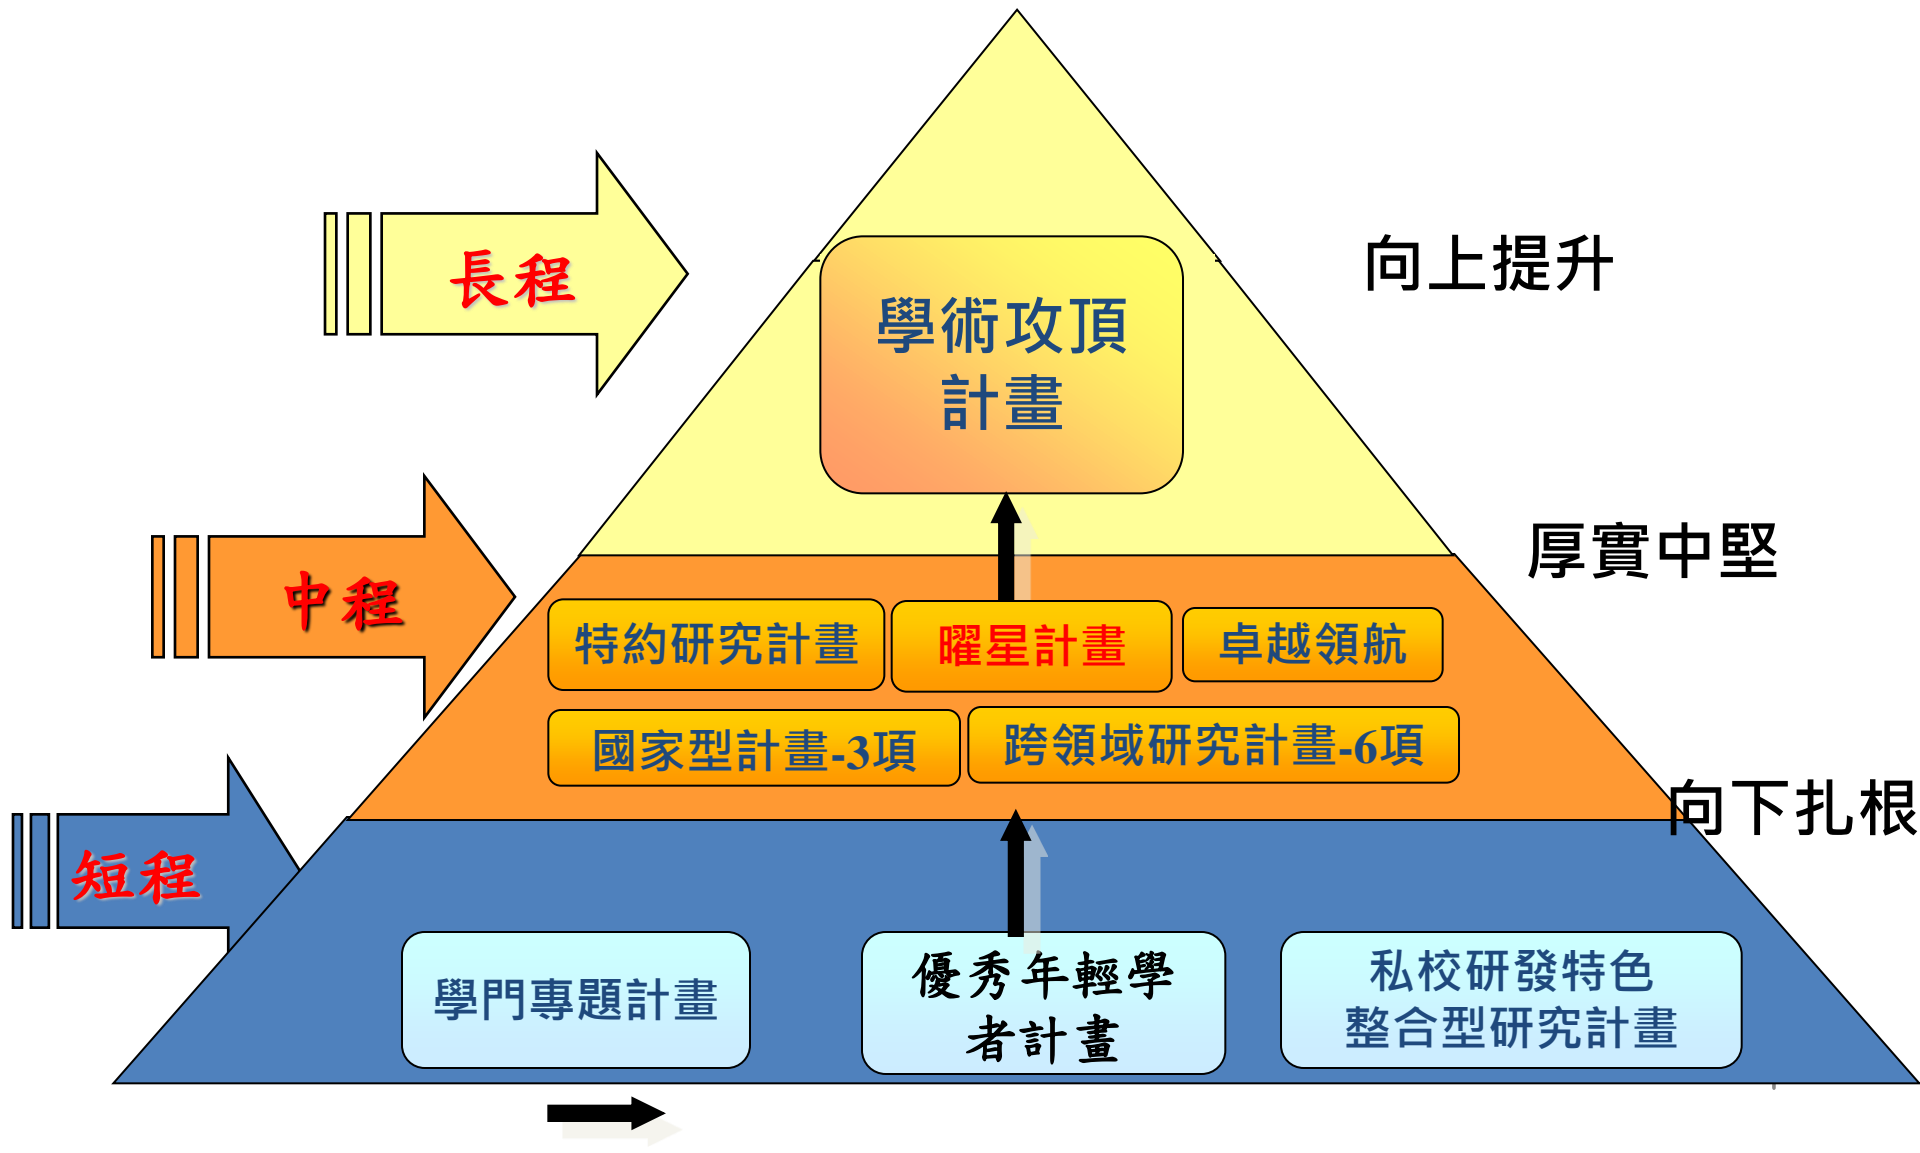 長程
學術攻頂
計畫
向上提升
中程
厚實中堅
特約研究計畫
曜星計畫
卓越領航
國家型計畫-3項
跨領域研究計畫-6項
向下扎根
短程
學門專題計畫
優秀年輕學
者計畫
私校研發特色
整合型研究計畫